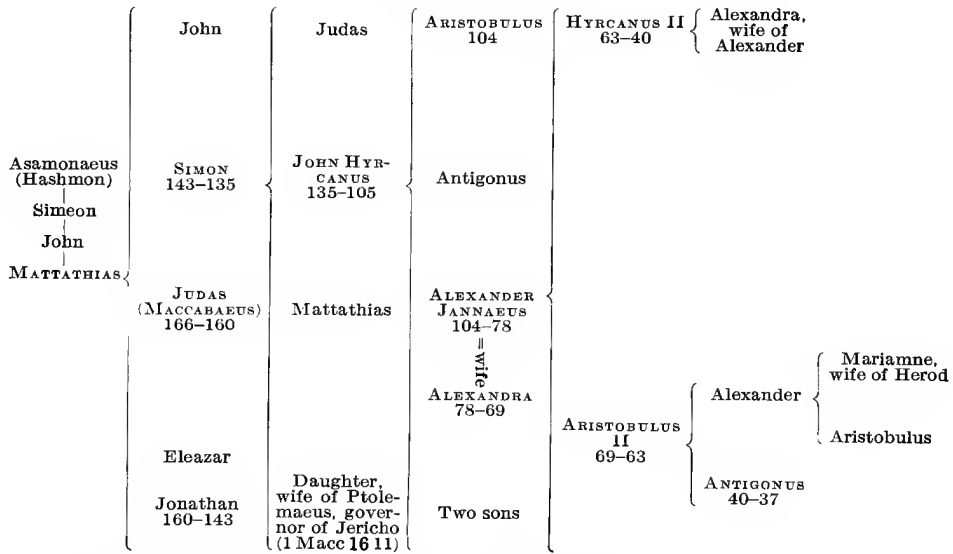 Asamonaeus
(Hashmon)
Simeon
John
MATTATHIAS
John
SIMON
143–135
JUDAS
(MACCABAEUS)
166–160
Eleazar
Jonathan
160–143
Judas
JOHN HYR-
CANUS
135–105
Mattathias
Daughter,
wife of Ptole-
maeus, gover-
nor of Jericho
(1 Macc 16 11)
ARISTOBULUS
104
Antigonus
ALEXANDER
JANNAEUS
104–78
=wife
ALEXANDRA
78–69
Two sons
HYRCANUS II
63–40
ARISTOBULUS
II
69–63
Alexandra,
wife of
Alexander
Alexander
ANTIGONUS
40–37
Mariamne,
wife of Herod
Aristobulus